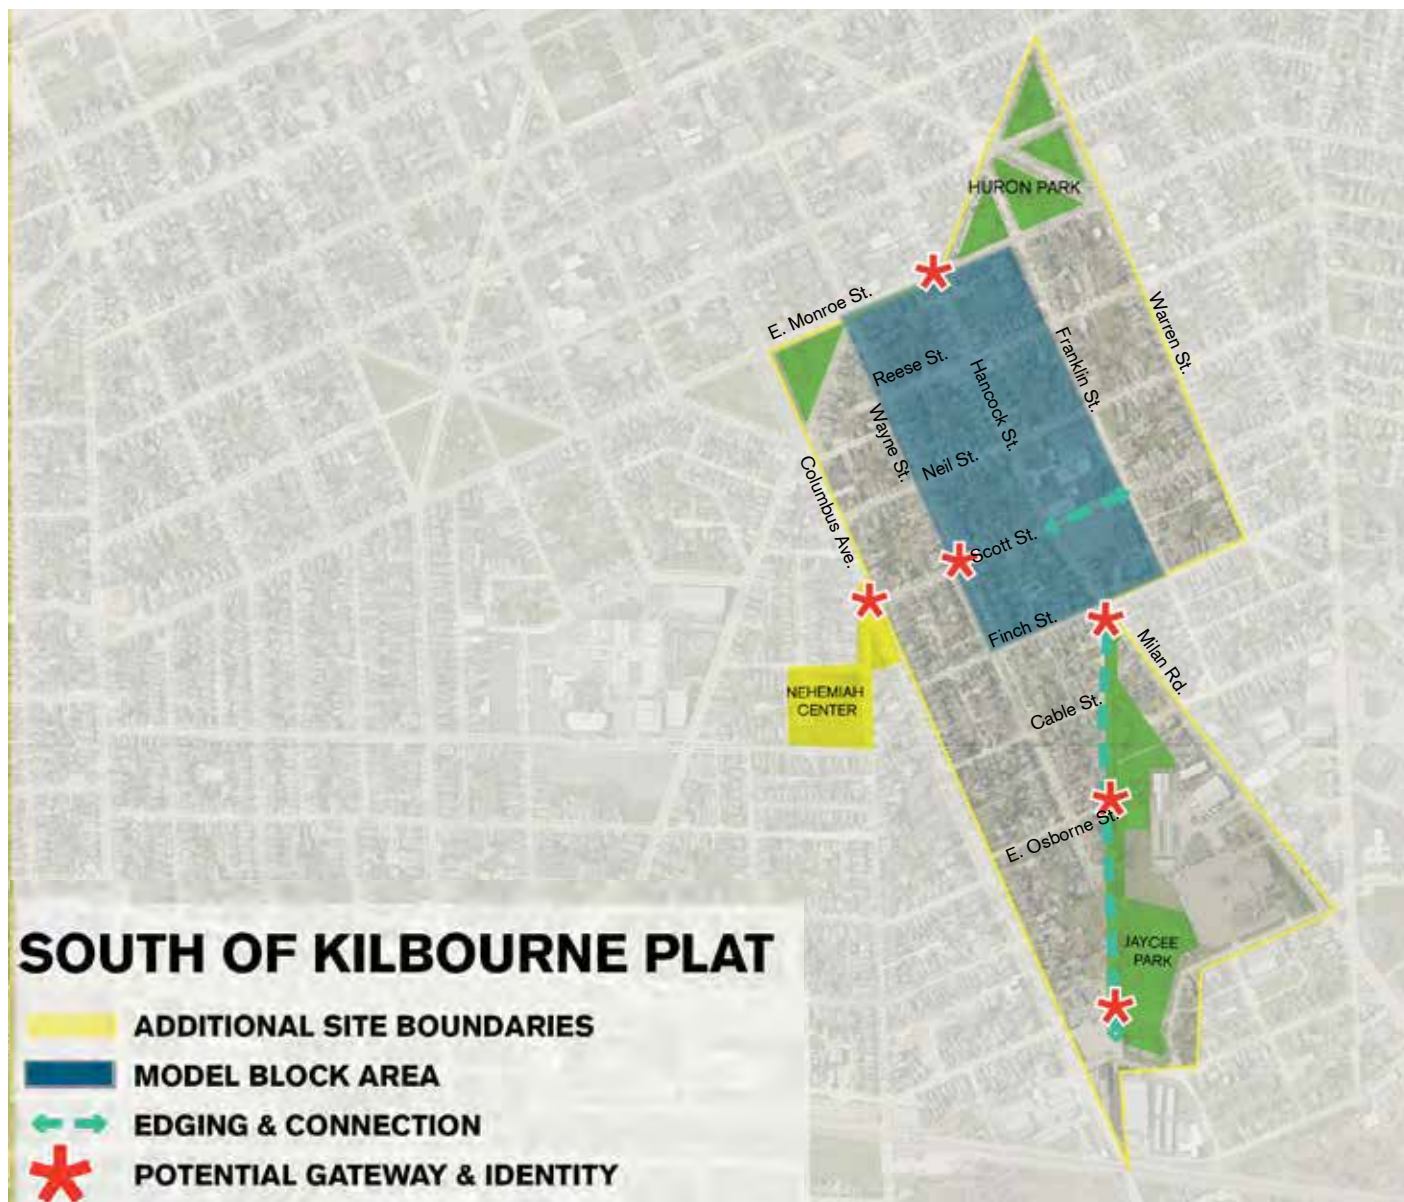 HURON PARK
E. Monroe St.
Warren St.
Franklin St.
Reese St.
Hancock St.
Wayne St.
Neil St.
Columbus Ave.
Scott St.
Finch St.
Milan Rd.
NEHEMIAH
CENTER
Cable St.
E. Osborne St.
JAYCEE
PARK
SOUTH OF KILBOURNE PLAT
ADDITIONAL SITE BOUNDARIES
MODEL BLOCK AREA
EDGING & CONNECTION
POTENTIAL GATEWAY & IDENTITY